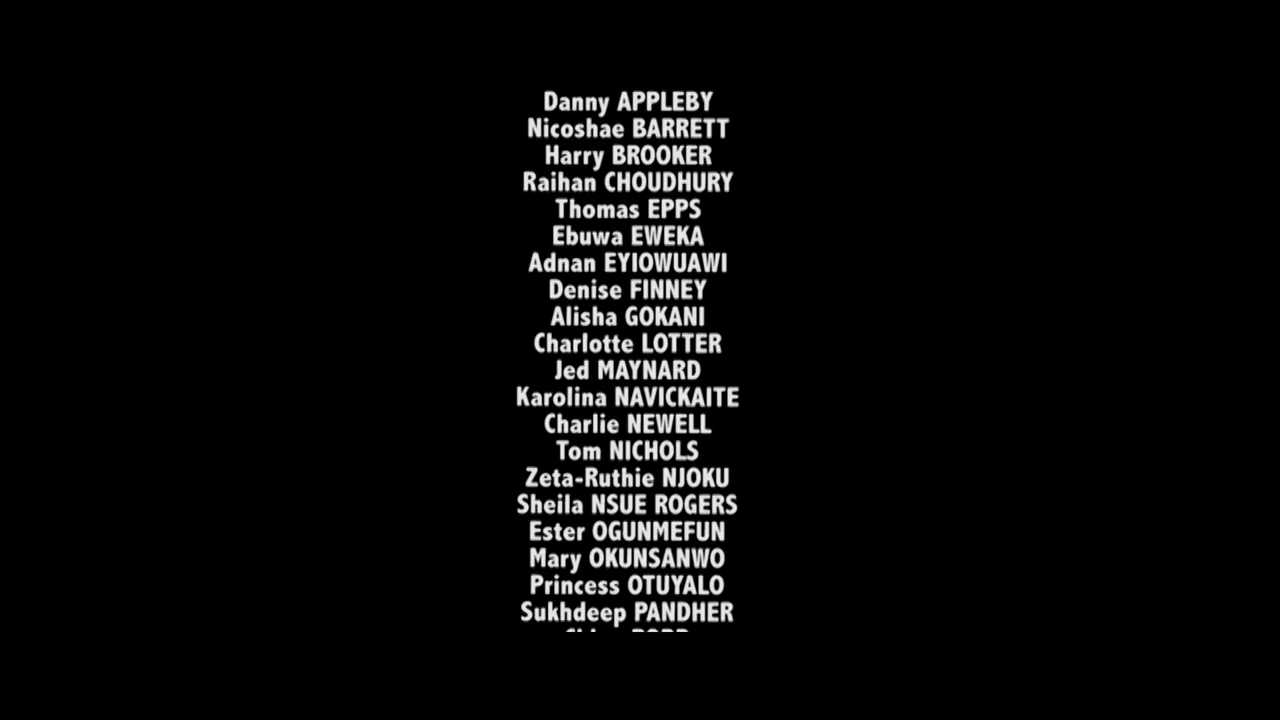 Danny APPLEBY
Nicoshae BARRETT
Harry BROOKER
Raihan CHOUDHURY
Thomas EPPS
Ebuwa EWEKA
Adnan EYIOWUAWI
Denise FINNEY
Alisha GOKANI
Charlotte LOTTER
Jed MAYNARD
Karolina NAVICKAITE
Charlie NEWELL
Tom NICHOLS
Zeta-Ruthie NJOKU
Sheila NSUE ROGERS
Ester OGUNMEFUN
Mary OKUNSANWO
Princess OTUYALO
Sukhdeep PANDHER